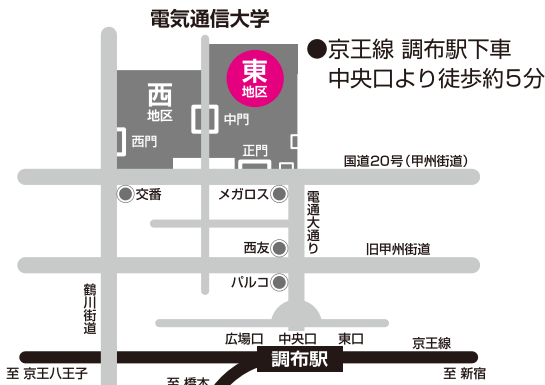 電気通信大学
●京王線 調布駅下車
中央口より徒歩約5分
東
地区
西
地区
中門
西門
正門
国道20号(甲州街道)
交番
メガロス
電通大通り
西友
旧甲州街道
パルコ
鶴川街道
広場口 中央口 東口
京王線
調布駅
至 京王八王子
至 橋本
至 新宿